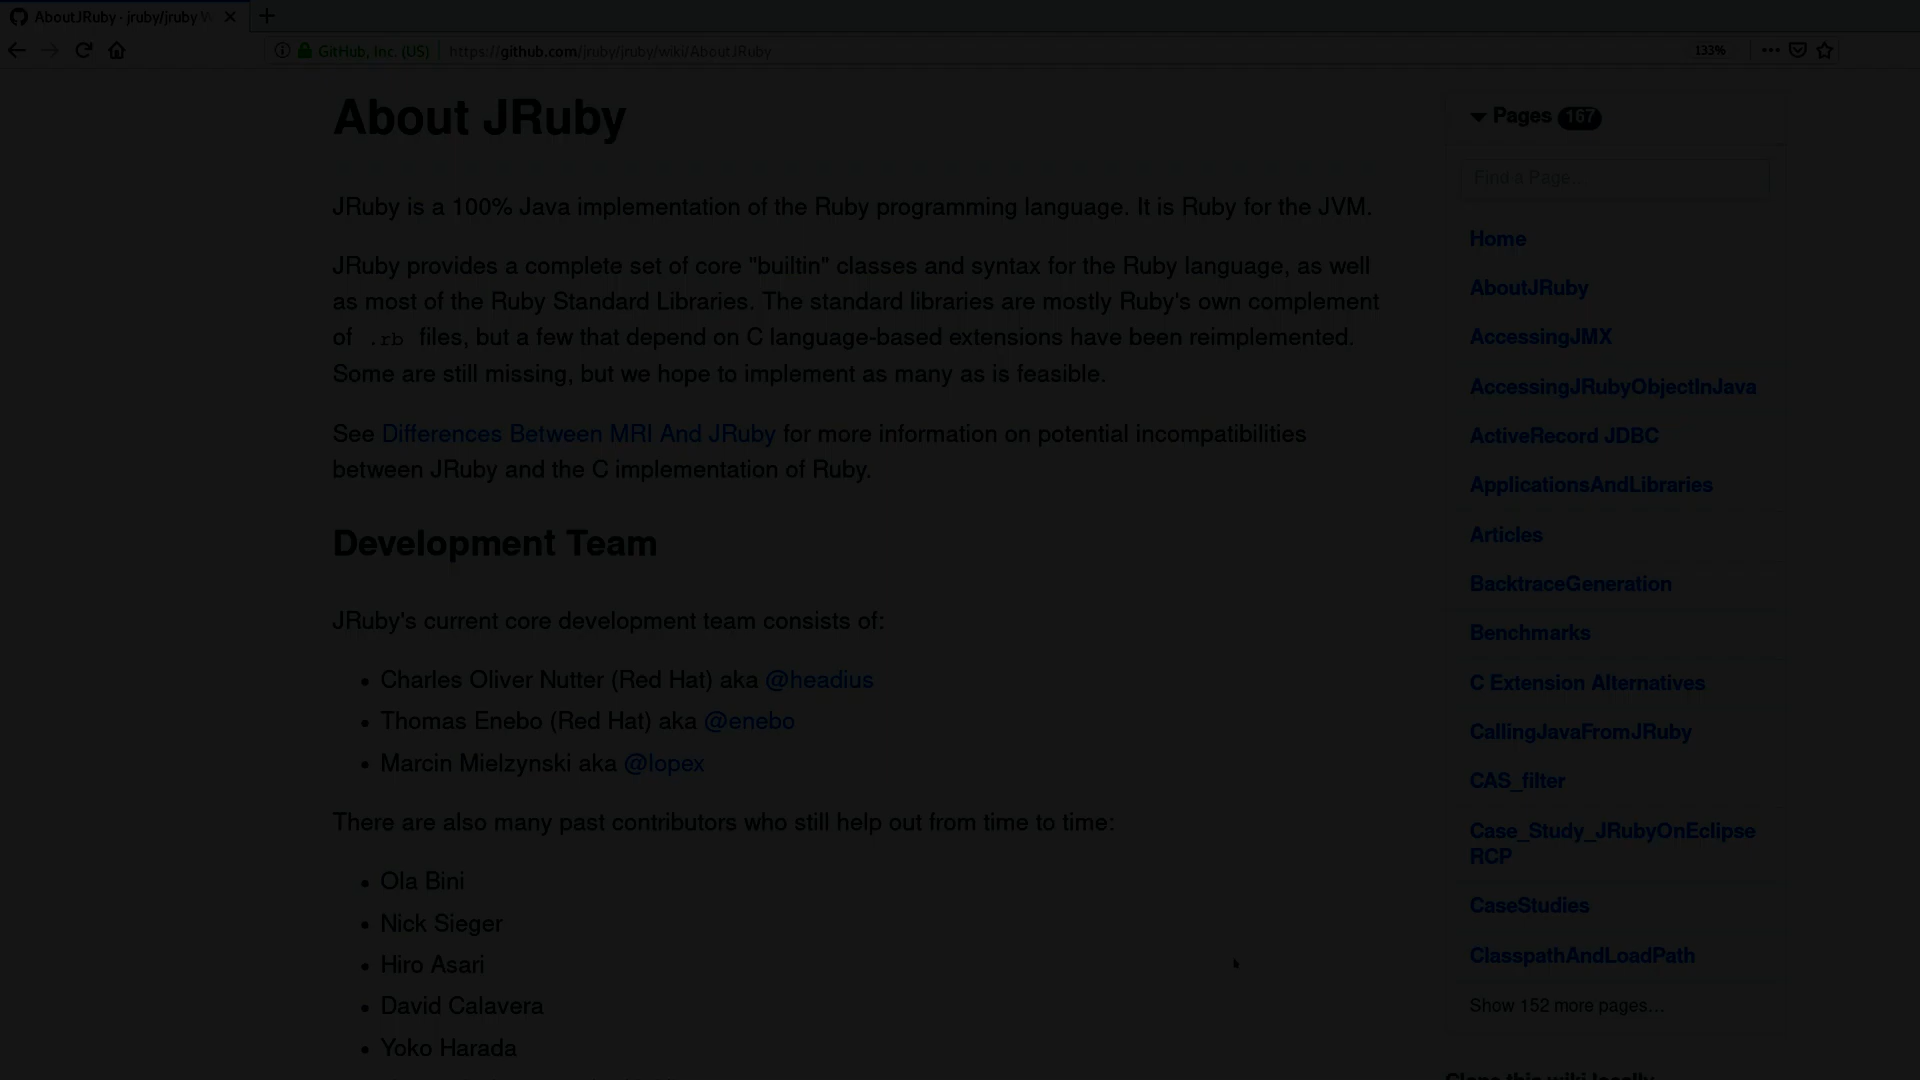 AboutJRuby · jruby/jruby W
GitHub, Inc. (US)
https://github.com/jruby/jruby/wiki/AboutJRuby
133%
About JRuby
JRuby is a 100% Java implementation of the Ruby programming language. It is Ruby for the JVM.
JRuby provides a complete set of core "builtin" classes and syntax for the Ruby language, as well
as most of the Ruby Standard Libraries. The standard libraries are mostly Ruby's own complement
of .rb files, but a few that depend on C language-based extensions have been reimplemented.
Some are still missing, but we hope to implement as many as is feasible.
See Differences Between MRI And JRuby for more information on potential incompatibilities
between JRuby and the C implementation of Ruby.
Development Team
JRuby's current core development team consists of:
Charles Oliver Nutter (Red Hat) aka @headius
Thomas Enebo (Red Hat) aka @enebo
Marcin Mielzynski aka @lopex
There are also many past contributors who still help out from time to time:
Ola Bini
Nick Sieger
Hiro Asari
David Calavera
Yoko Harada
Pages 167
Find a Page…
Home
AboutJRuby
AccessingJMX
AccessingJRubyObjectInJava
ActiveRecord JDBC
ApplicationsAndLibraries
Articles
BacktraceGeneration
Benchmarks
C Extension Alternatives
CallingJavaFromJRuby
CAS_filter
Case_Study_JRubyOnEclipse
RCP
CaseStudies
ClasspathAndLoadPath
Show 152 more pages…
Clone this wiki locally